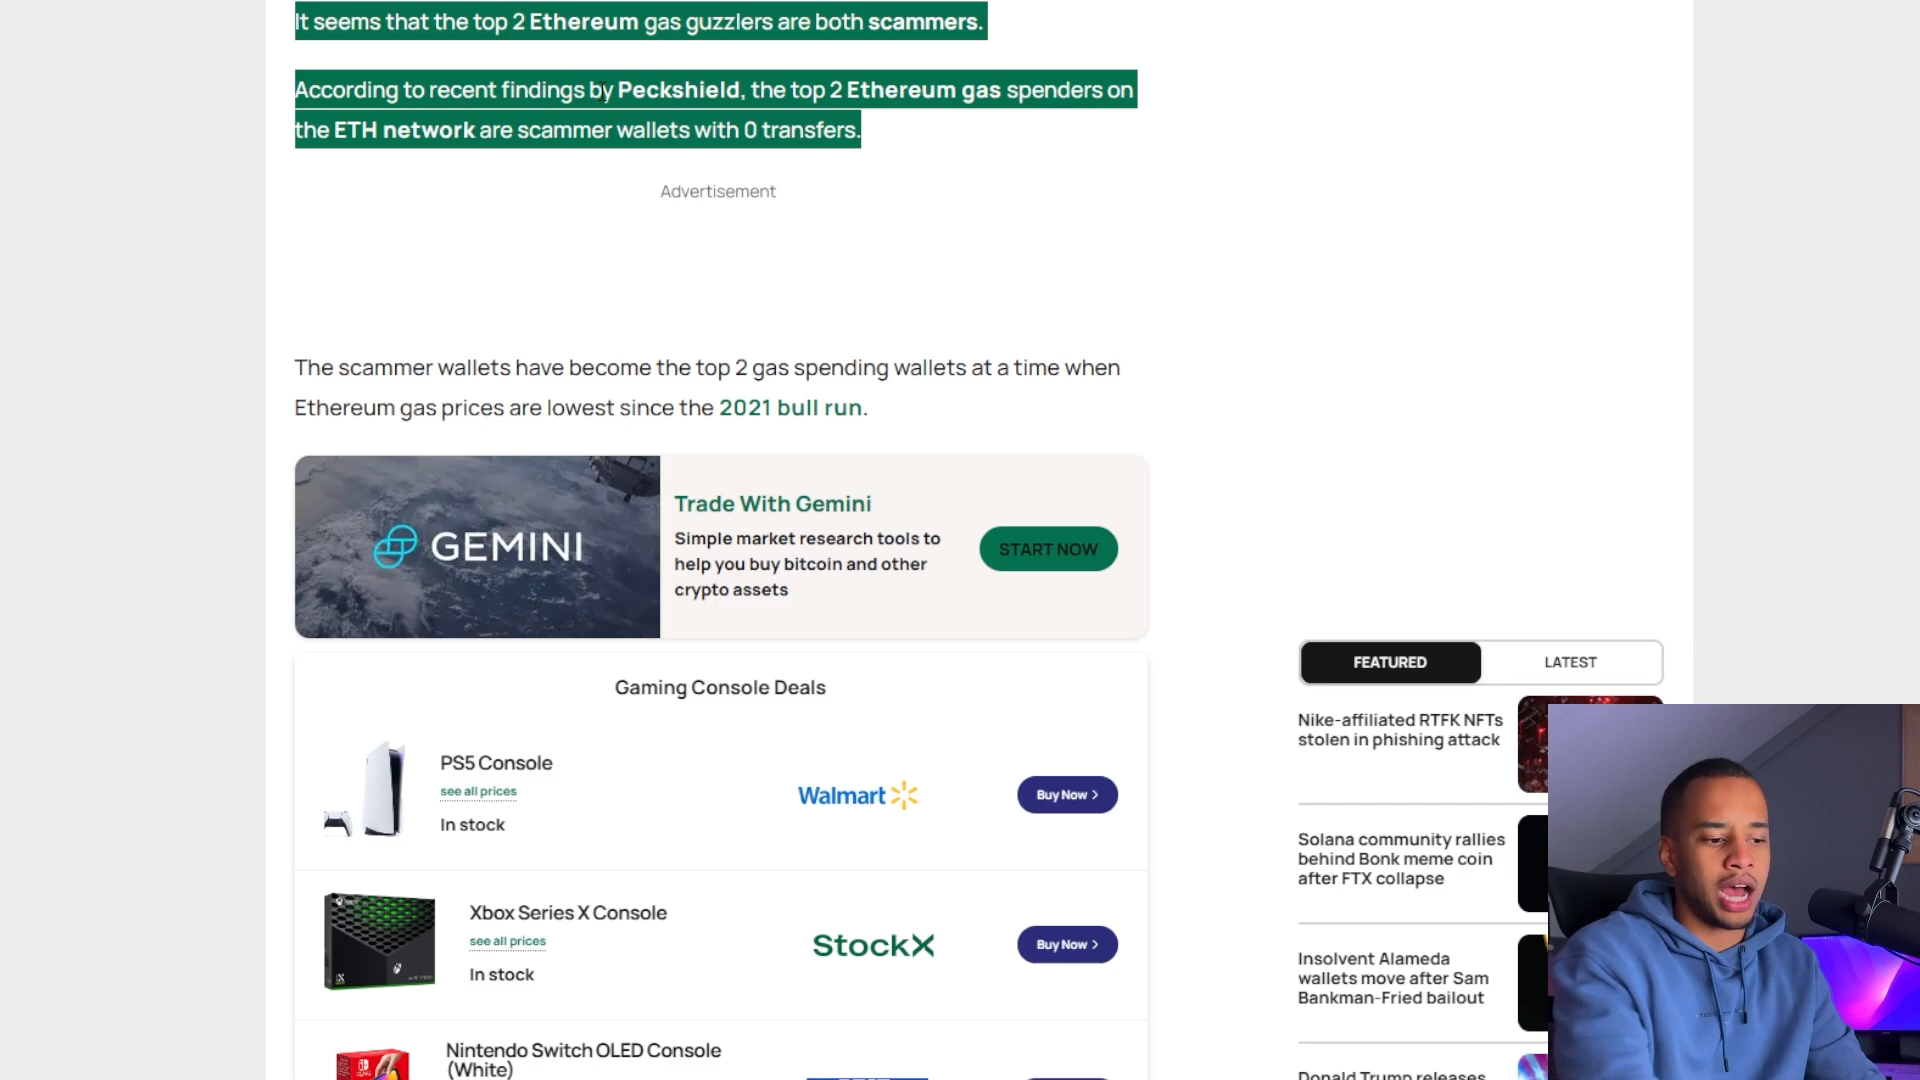 It seems that the top 2 Ethereum gas guzzlers are both scammers.
According to recent findings by Peckshield, the top 2 Ethereum gas spenders on
the ETH network are scammer wallets with 0 transfers.
Advertisement
The scammer wallets have become the top 2 gas spending wallets at a time when
Ethereum gas prices are lowest since the 2021 bull run.
GEMINI
Trade With Gemini
Simple market research tools to
help you buy bitcoin and other
crypto assets
START NOW
Gaming Console Deals
PS5 Console
see all prices
In stock
Walmart
Buy Now >
Xbox Series X Console
see all prices
In stock
StockX
Buy Now >
Nintendo Switch OLED Console
(White)
FEATURED
LATEST
Nike-affiliated RTFK NFTs
stolen in phishing attack
Solana community rallies
behind Bonk meme coin
after FTX collapse
Insolvent Alameda
wallets move after Sam
Bankman-Fried bailout
Donald Trump releases